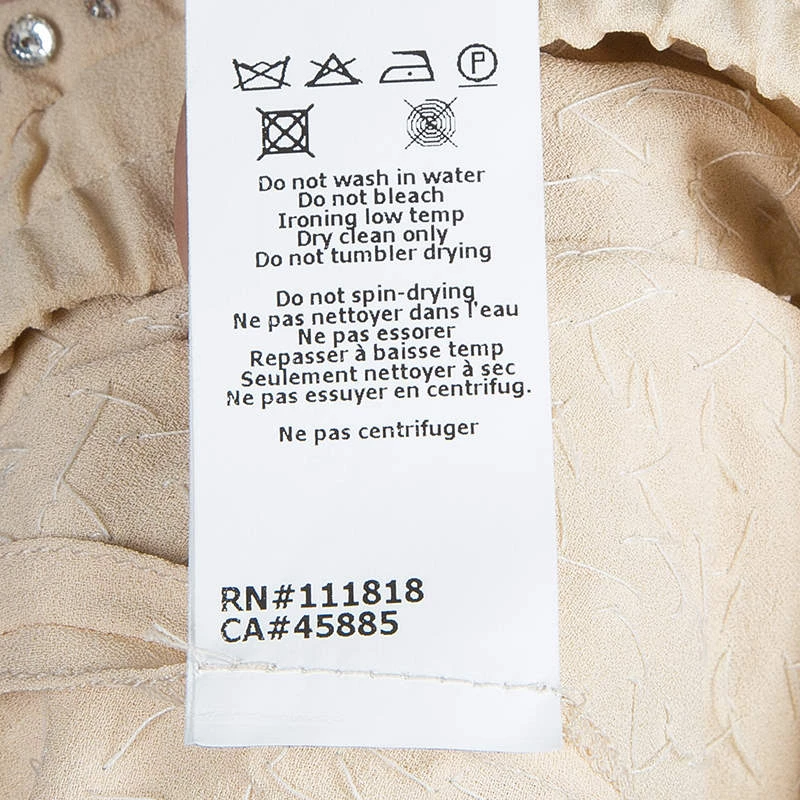 P
Do not wash in water
Do not bleach
Ironing low temp
Dry clean only
Do not tumbler drying
Do not spin-drying
Ne pas nettoyer dans l'eau
Ne pas essorer
Repasser à baisse temp
Seulement nettoyer à sec
Ne pas essuyer en centrifug.
Ne pas centrifuger
RN#111818
CA#45885